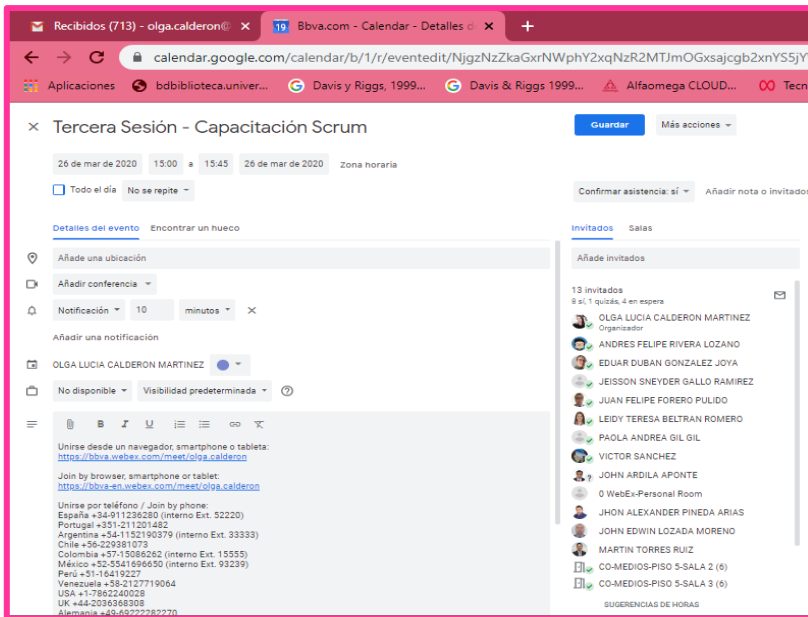 Recibidos (713) - olga.calderon@
Bbva.com - Calendar - Detalles d
calendar.google.com/calendar/b/1/r/eventedit/NjgzNzZkaGxrNWphY2xqNzR2MTJmOGxsajcgb2xnYS5jY
Aplicaciones bdbiblioteca.univer... Davis y Riggs, 1999... Davis & Riggs 1999... Alfaomega CLOUD... Tecn
Tercera Sesión - Capacitación Scrum
Guardar Más acciones
26 de mar de 2020 15:00 a 15:45 26 de mar de 2020 Zona horaria
Todo el día No se repite
Confirmar asistencia: sí Añadir nota o invitados
Detalles del evento Encontrar un hueco
Invitados Salas
Añade una ubicación
Añade invitados
Añadir conferencia
Notificación 10 minutos
Añadir una notificación
OLGA LUCIA CALDERON MARTINEZ
No disponible Visibilidad predeterminada
B I U
Unirse desde un navegador, smartphone o tableta:
https://bbva.webex.com/meet/olga.calderon
Join by browser, smartphone or tablet:
https://bbva-en.webex.com/meet/olga.calderon
Unirse por teléfono / Join by phone:
España +34-911236280 (interno Ext. 52220)
Portugal +351-211201482
Argentina +54-1152190379 (interno Ext. 33333)
Chile +56-229381073
Colombia +57-15086262 (interno Ext. 15555)
México +52-5541696650 (interno Ext. 93239)
Perú +51-16419227
Venezuela +58-2127719064
USA +1-7862240028
UK +44-2036368308
Alemania +49-69222282270
13 invitados
8 sí, 1 quizás, 4 en espera
OLGA LUCIA CALDERON MARTINEZ
Organizador
ANDRES FELIPE RIVERA LOZANO
EDUAR DUBAN GONZALEZ JOYA
JEISSON SNEYDER GALLO RAMIREZ
JUAN FELIPE FORERO PULIDO
LEIDY TERESA BELTRAN ROMERO
PAOLA ANDREA GIL GIL
VICTOR SANCHEZ
JOHN ARDILA APONTE
0 WebEx-Personal Room
JHON ALEXANDER PINEDA ARIAS
JOHN EDWIN LOZADA MORENO
MARTIN TORRES RUIZ
CO-MEDIOS-PISO 5-SALA 2 (6)
CO-MEDIOS-PISO 5-SALA 3 (6)
SUGERENCIAS DE HORAS